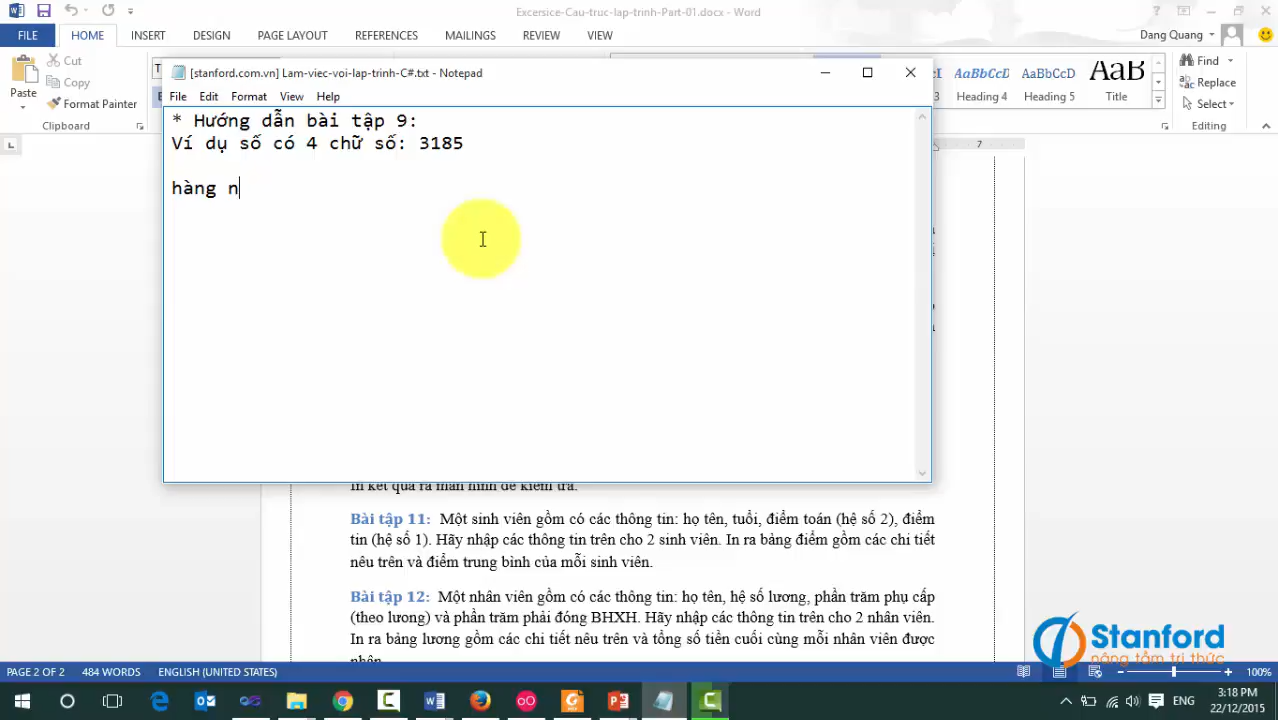 Excersice-Cau-truc-lap-trinh-Part-01.docx - Word
FILE HOME INSERT DESIGN PAGE LAYOUT REFERENCES MAILINGS REVIEW VIEW Dang Quang
Paste
Cut
Copy
Format Painter
Clipboard
AaBbCcD AaBbCcD AaB
3 Heading 4 Heading 5 Title
Find
Replace
Select
Editing
7
[stanford.com.vn] Lam-viec-voi-lap-trinh-C#.txt - Notepad
File Edit Format View Help
* Hướng dẫn bài tập 9:
Ví dụ số có 4 chữ số: 3185
hàng n
In kết quả ra màn hình để kiểm tra.
Bài tập 11: Một sinh viên gồm có các thông tin: họ tên, tuổi, điểm toán (hệ số 2), điểm
tin (hệ số 1). Hãy nhập các thông tin trên cho 2 sinh viên. In ra bảng điểm gồm các chi tiết
nêu trên và điểm trung bình của mỗi sinh viên.
Bài tập 12: Một nhân viên gồm có các thông tin: họ tên, hệ số lương, phần trăm phụ cấp
(theo lương) và phần trăm phải đóng BHXH. Hãy nhập các thông tin trên cho 2 nhân viên.
In ra bảng lương gồm các chi tiết nêu trên và tổng số tiền cuối cùng mỗi nhân viên được
nhận.
Stanford
nâng tầm tri thức
PAGE 2 OF 2 484 WORDS ENGLISH (UNITED STATES) 100%
ENG
3:18 PM
22/12/2015